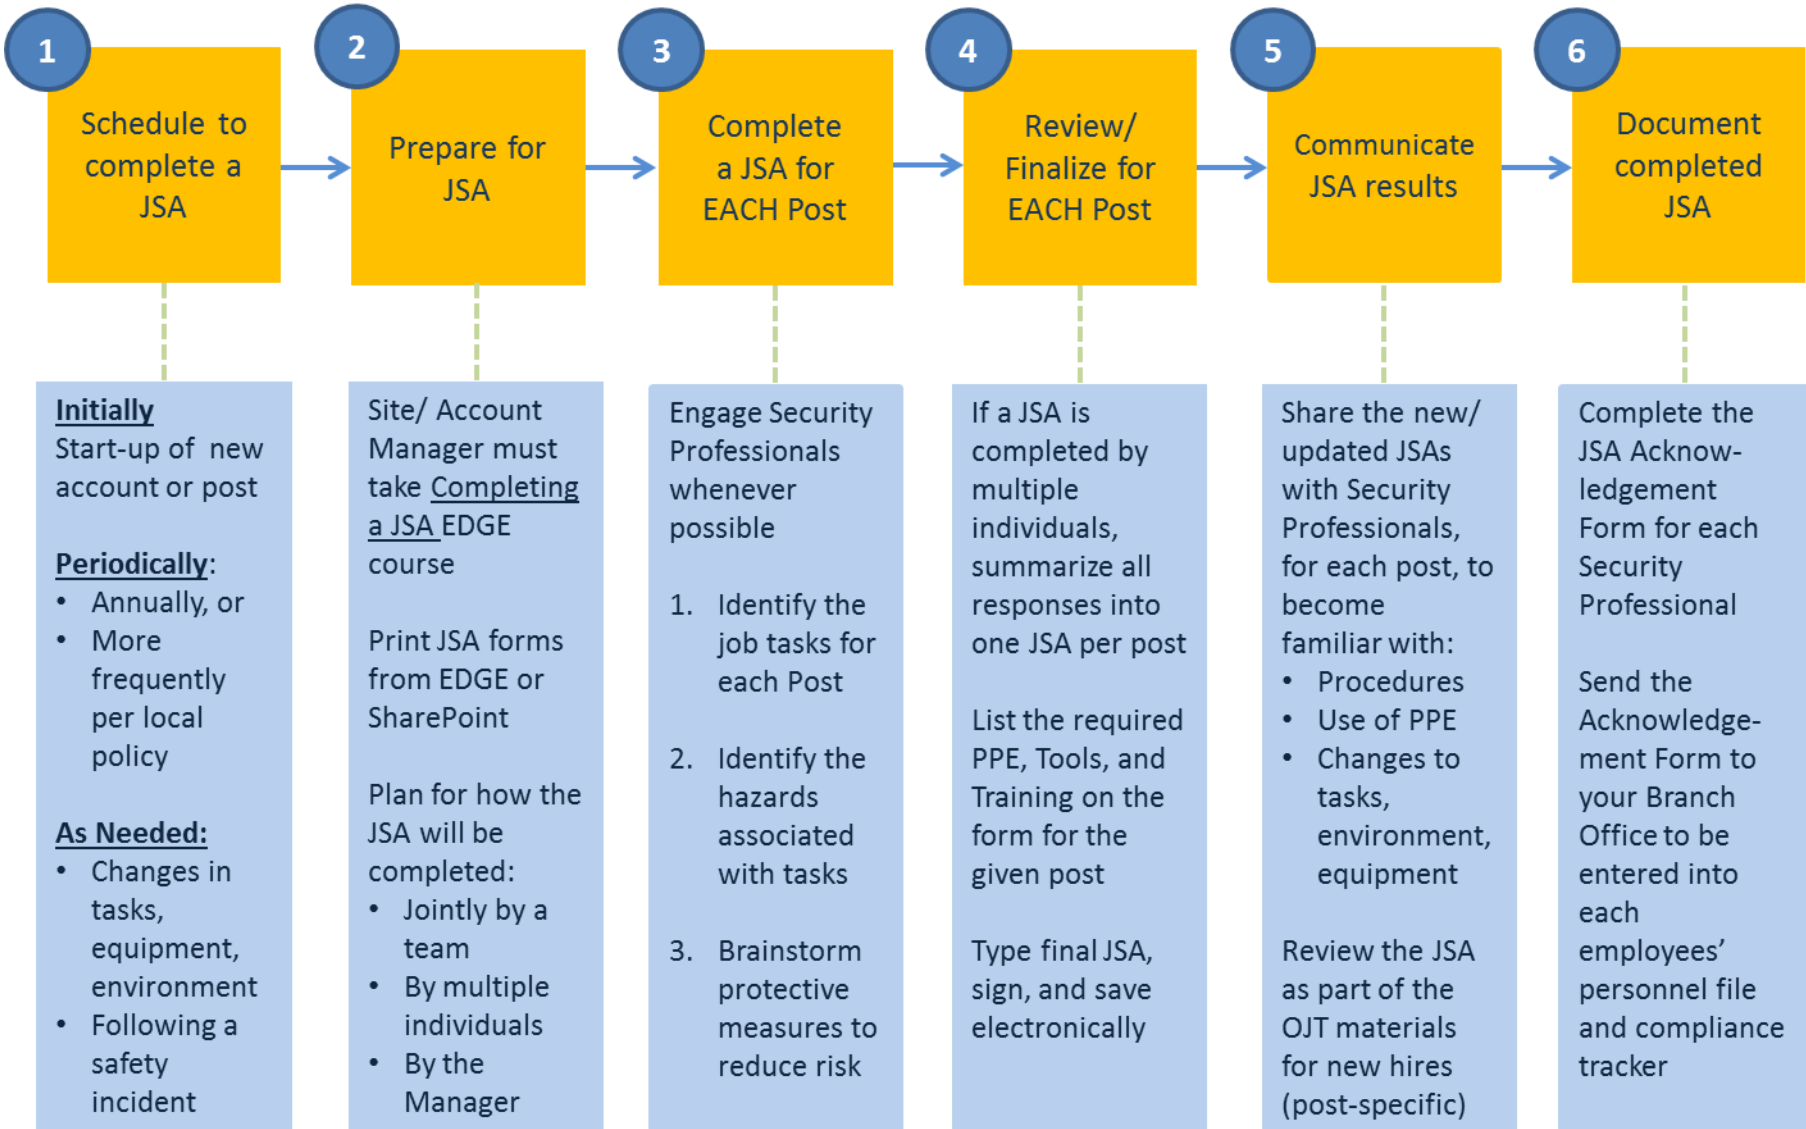 1
Schedule to
complete a
JSA
2
Prepare for
JSA
3
Complete
a JSA for
EACH Post
4
Review/
Finalize for
EACH Post
5
Communicate
JSA results
6
Document
completed
JSA
Initially
Start-up of new
account or post
Periodically:
• Annually, or
• More
frequently
per local
policy
As Needed:
• Changes in
tasks,
equipment,
environment
• Following a
safety
incident
Site/ Account
Manager must
take Completing
a JSA EDGE
course
Print JSA forms
from EDGE or
SharePoint
Plan for how the
JSA will be
completed:
• Jointly by a
team
• By multiple
individuals
• By the
Manager
Engage Security
Professionals
whenever
possible
1. Identify the
job tasks for
each Post
2. Identify the
hazards
associated
with tasks
3. Brainstorm
protective
measures to
reduce risk
If a JSA is
completed by
multiple
individuals,
summarize all
responses into
one JSA per post
List the required
PPE, Tools, and
Training on the
form for the
given post
Type final JSA,
sign, and save
electronically
Share the new/
updated JSAs
with Security
Professionals,
for each post, to
become
familiar with:
• Procedures
• Use of PPE
• Changes to
tasks,
environment,
equipment
Review the JSA
as part of the
OJT materials
for new hires
(post-specific)
Complete the
JSA Acknow-
ledgement
Form for each
Security
Professional
Send the
Acknowledge-
ment Form to
your Branch
Office to be
entered into
each
employees’
personnel file
and compliance
tracker